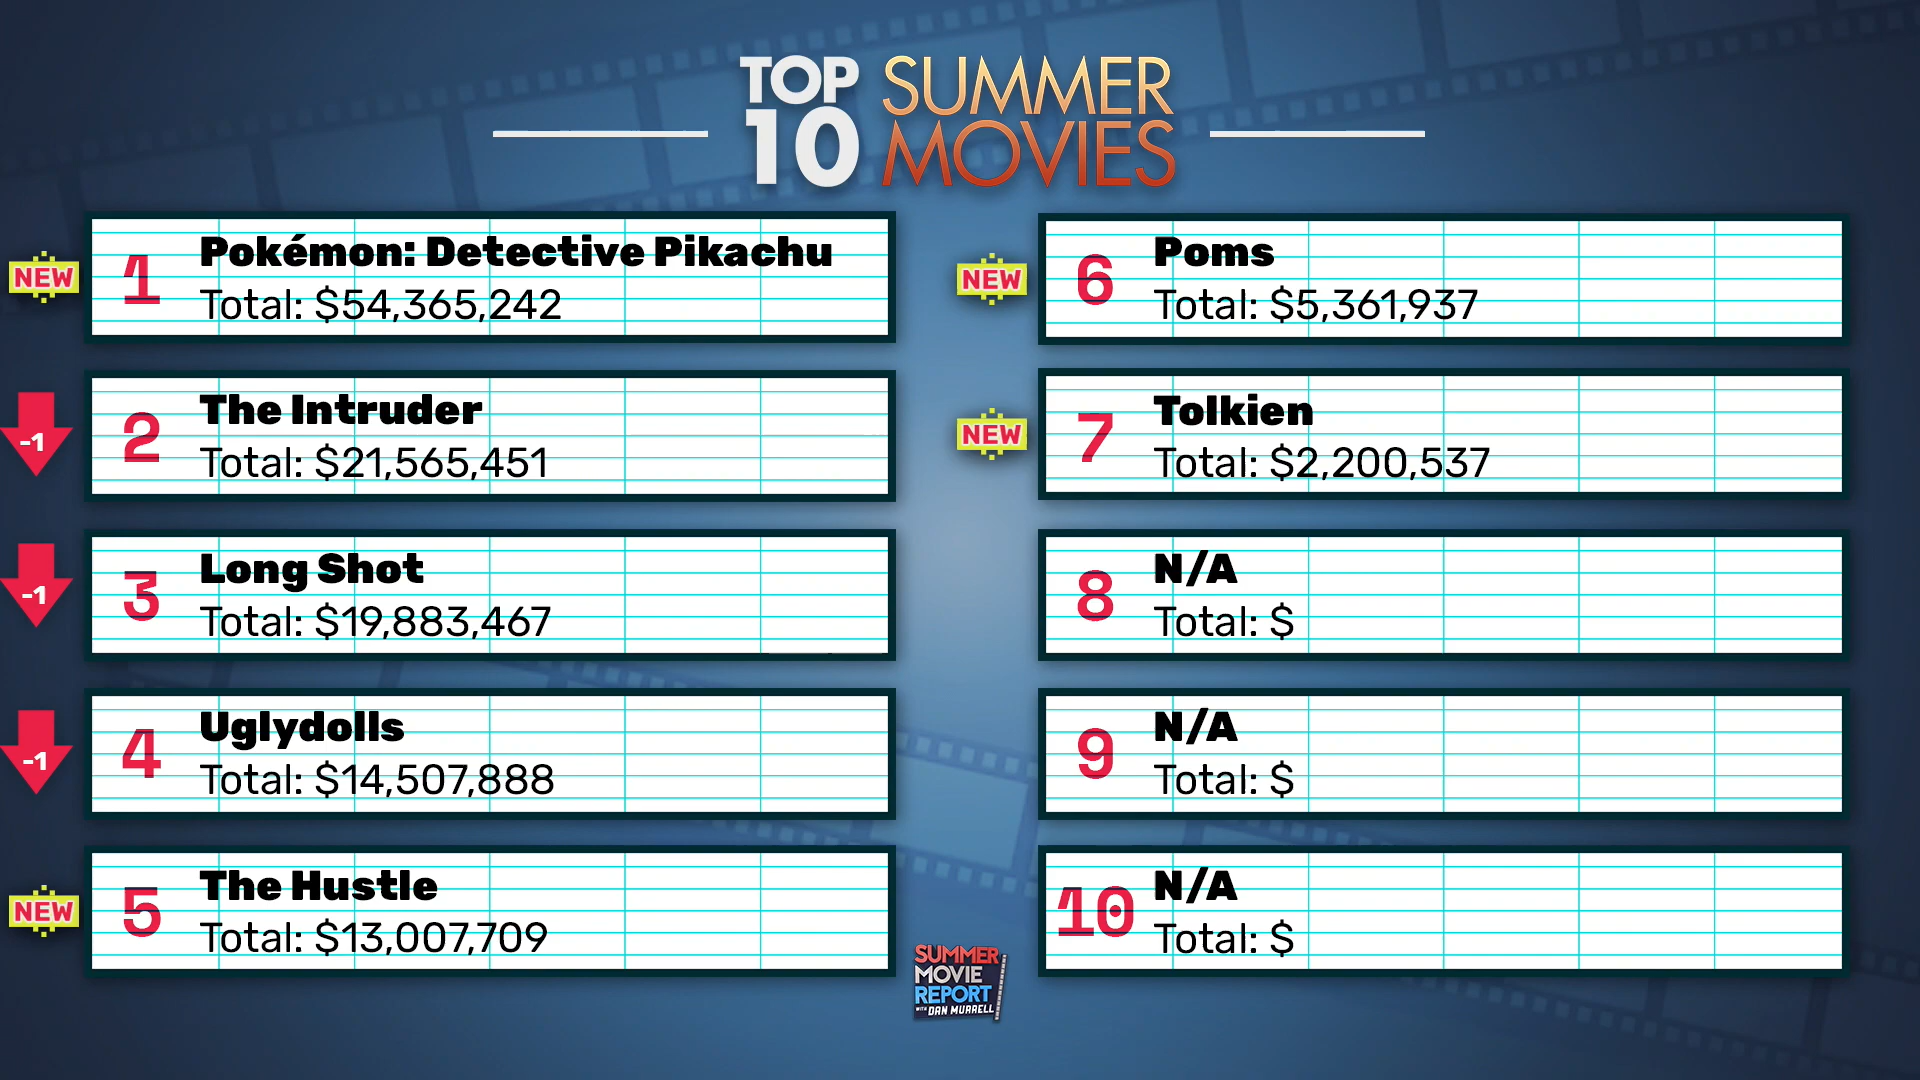 TOP 10 SUMMER MOVIES
NEW
1
Pokémon: Detective Pikachu
Total: $54,365,242
-1
2
The Intruder
Total: $21,565,451
-1
3
Long Shot
Total: $19,883,467
-1
4
Uglydolls
Total: $14,507,888
NEW
5
The Hustle
Total: $13,007,709
NEW
6
Poms
Total: $5,361,937
NEW
7
Tolkien
Total: $2,200,537
8
N/A
Total: $
9
N/A
Total: $
10
N/A
Total: $
SUMMER
MOVIE
REPORT
WITH DAN MURRELL